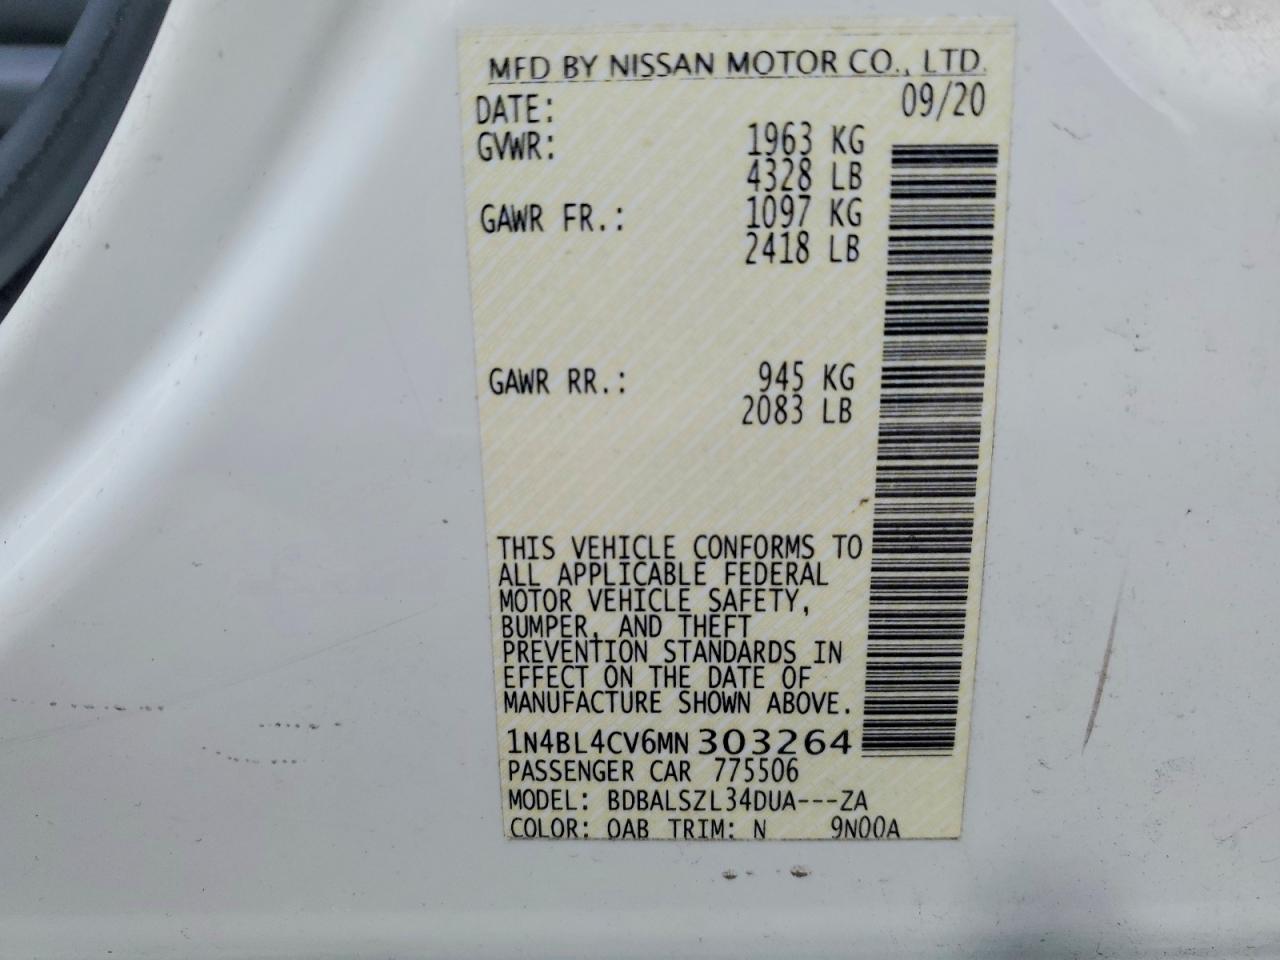 MFD BY NISSAN MOTOR CO., LTD.
DATE: 09/20
GVWR: 1963 KG
4328 LB
GAWR FR.: 1097 KG
2418 LB
GAWR RR.: 945 KG
2083 LB
THIS VEHICLE CONFORMS TO
ALL APPLICABLE FEDERAL
MOTOR VEHICLE SAFETY,
BUMPER, AND THEFT
PREVENTION STANDARDS IN
EFFECT ON THE DATE OF
MANUFACTURE SHOWN ABOVE.
1N4BL4CV6MN303264
PASSENGER CAR 775506
MODEL: BDBALSZL34DUA---ZA
COLOR: QAB TRIM: N 9N00A